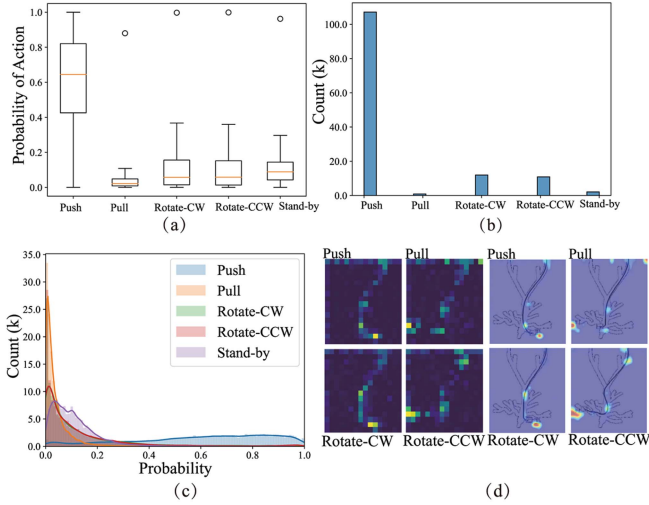 1.0
0.8
0.6
0.4
0.2
0.0
Probability of Action
Push
Pull
Rotate-CW
Rotate-CCW
Stand-by
(a)
100.0
80.0
60.0
40.0
20.0
0.0
Count (k)
Push
Pull
Rotate-CW
Rotate-CCW
Stand-by
(b)
35.0
30.0
25.0
20.0
15.0
10.0
5.0
0.0
Count (k)
Push
Pull
Rotate-CW
Rotate-CCW
Stand-by
0.0
0.2
0.4
0.6
0.8
1.0
Probability
(c)
Push
Pull
Push
Pull
Rotate-CW
Rotate-CCW
Rotate-CW
Rotate-CCW
(d)